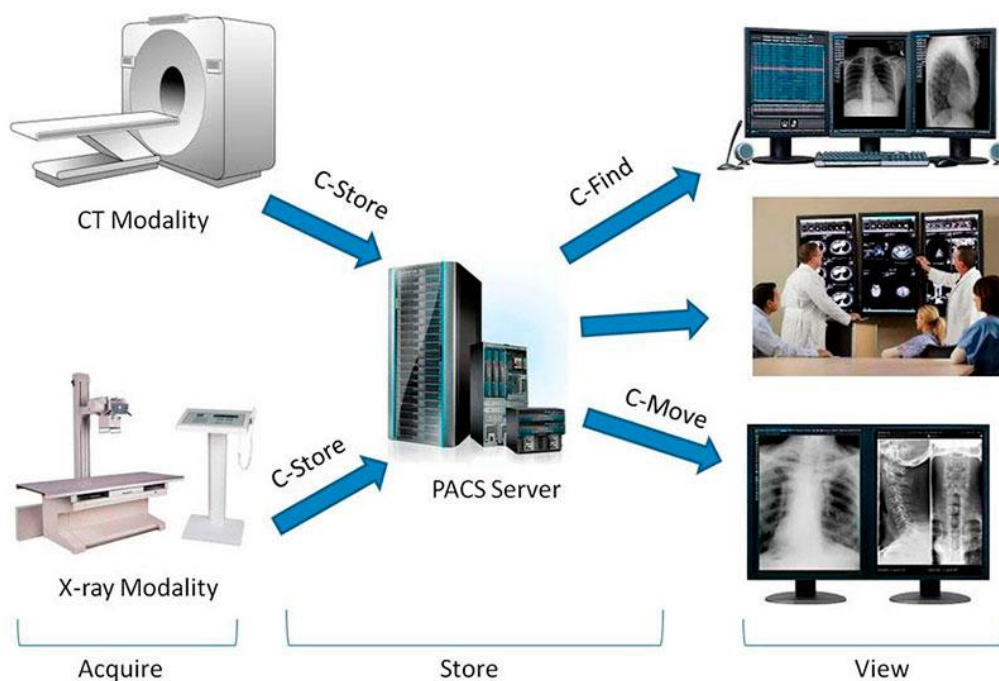 CT Modality
C-Store
C-Find
C-Store
PACS Server
C-Move
X-ray Modality
Acquire
Store
View